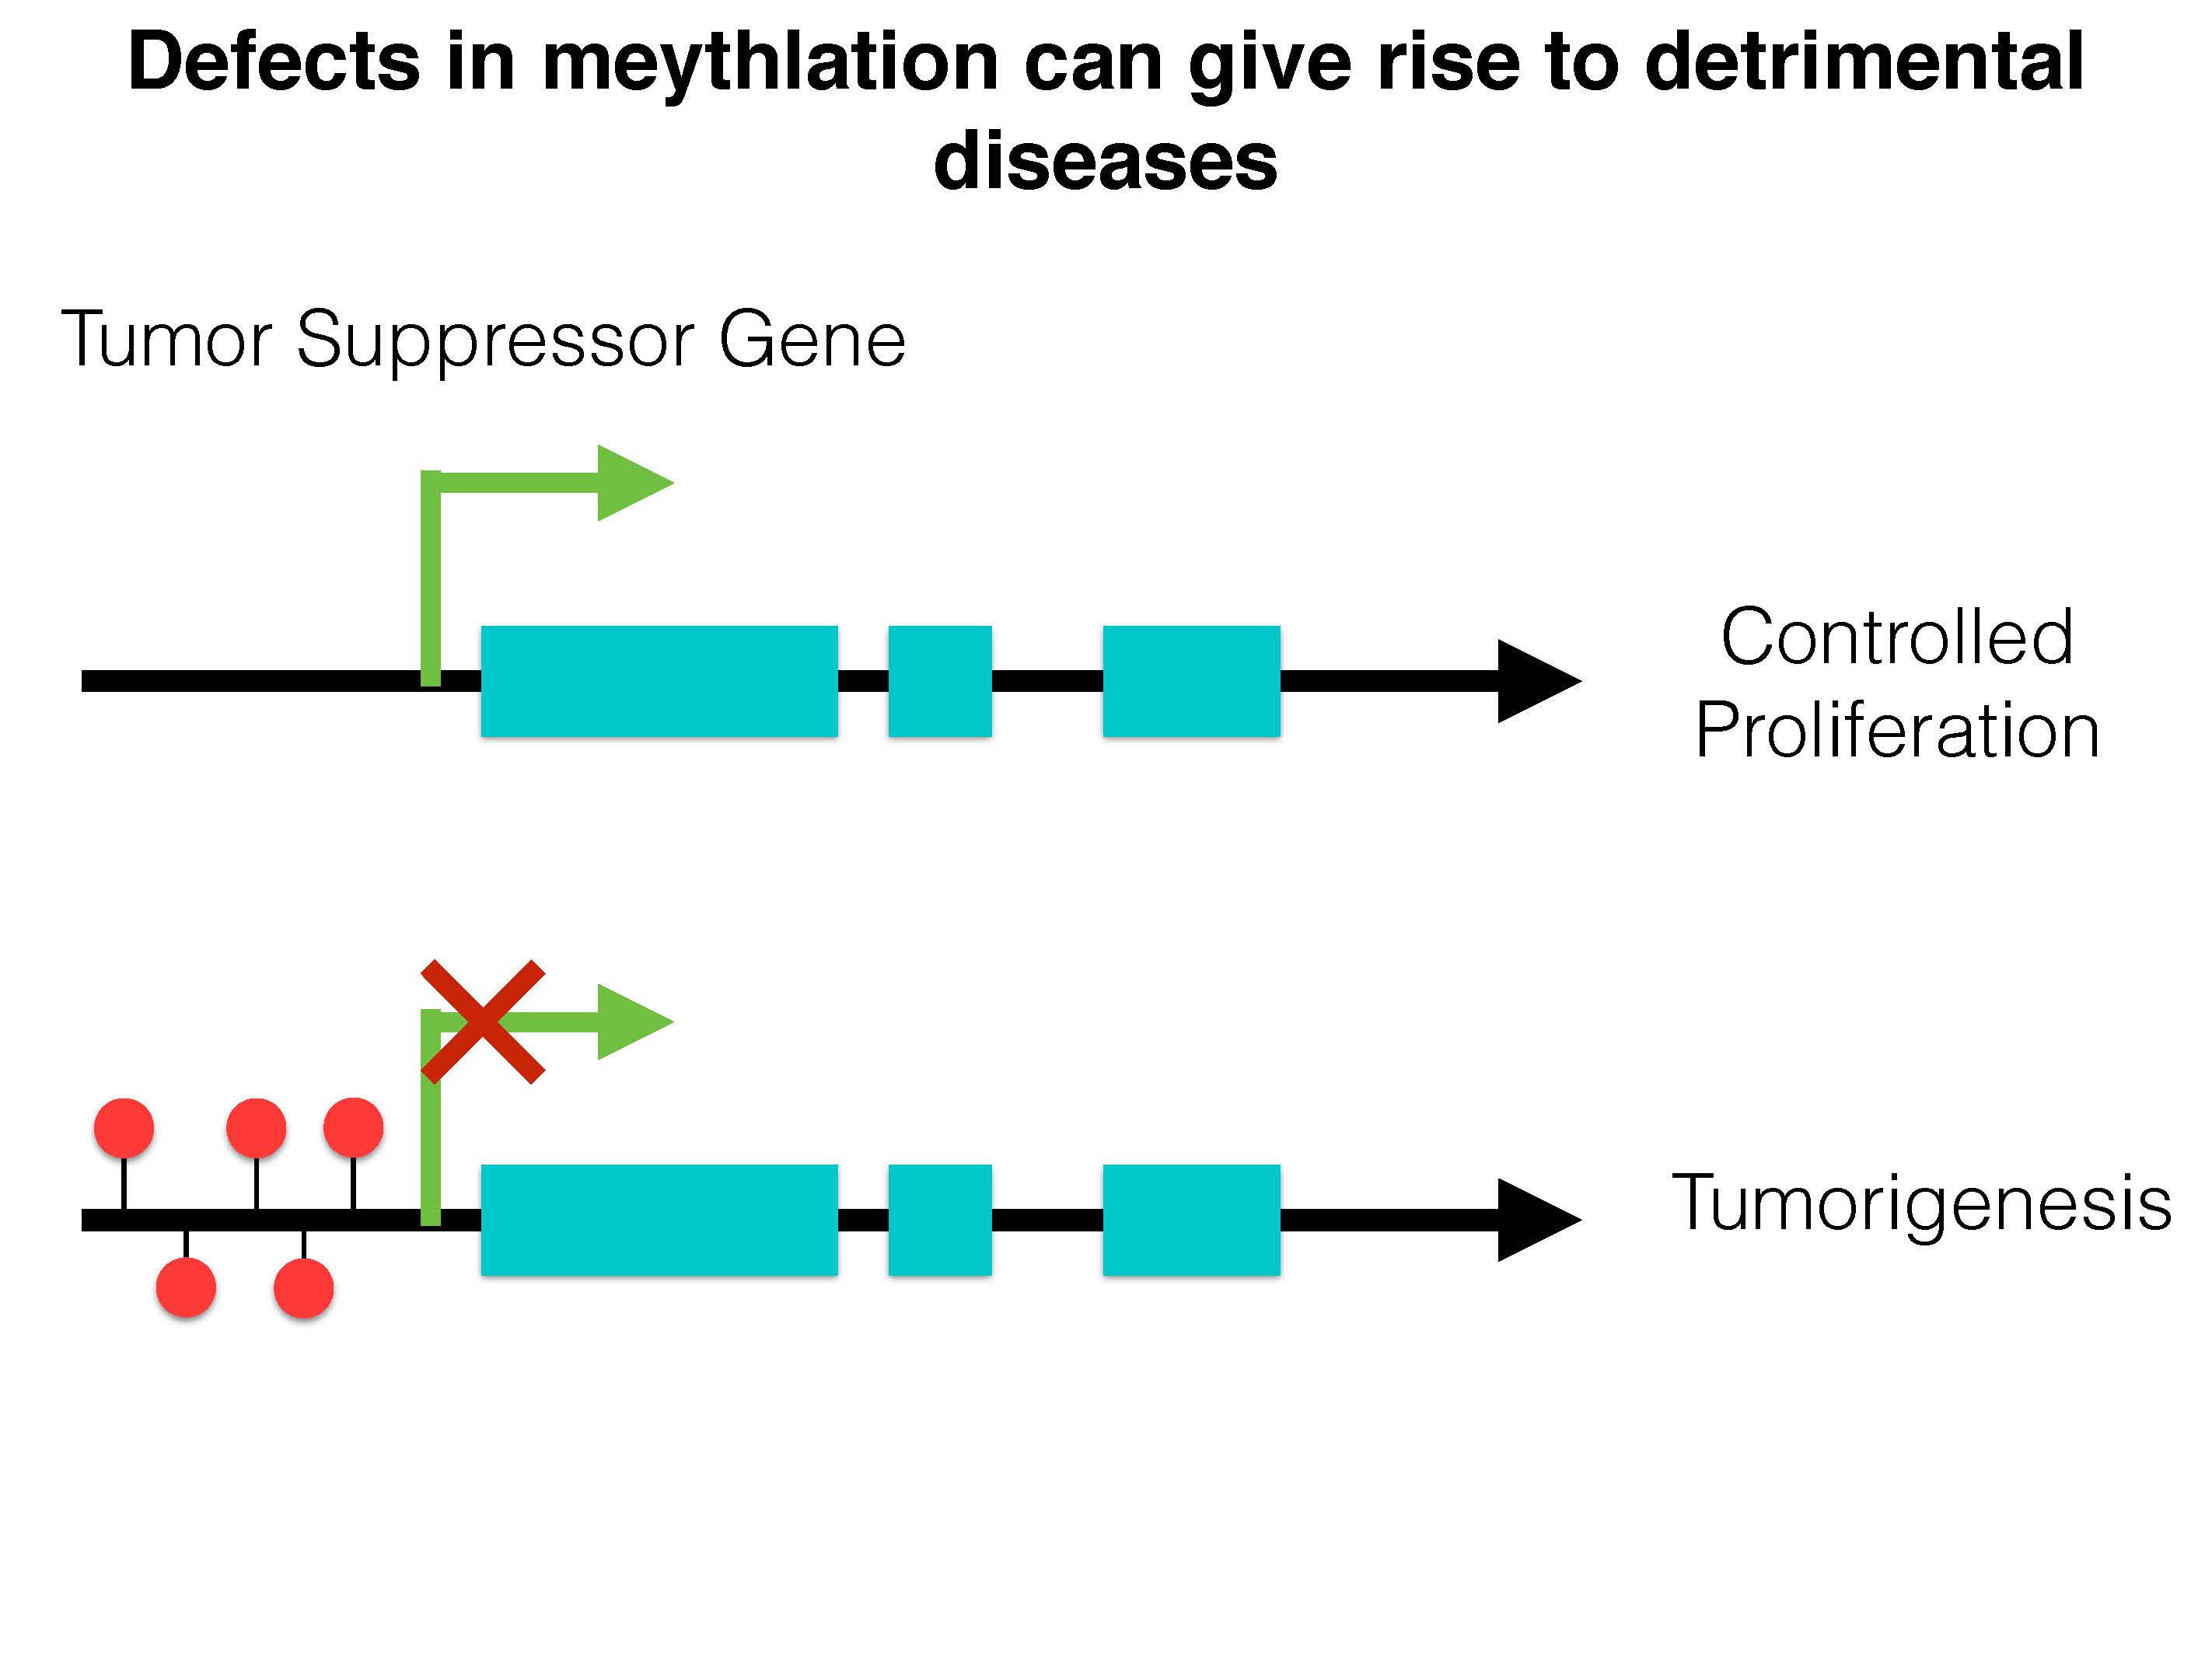 Defects in meythlation can give rise to detrimental
diseases
Tumor Suppressor Gene
Controlled
Proliferation
Tumorigenesis